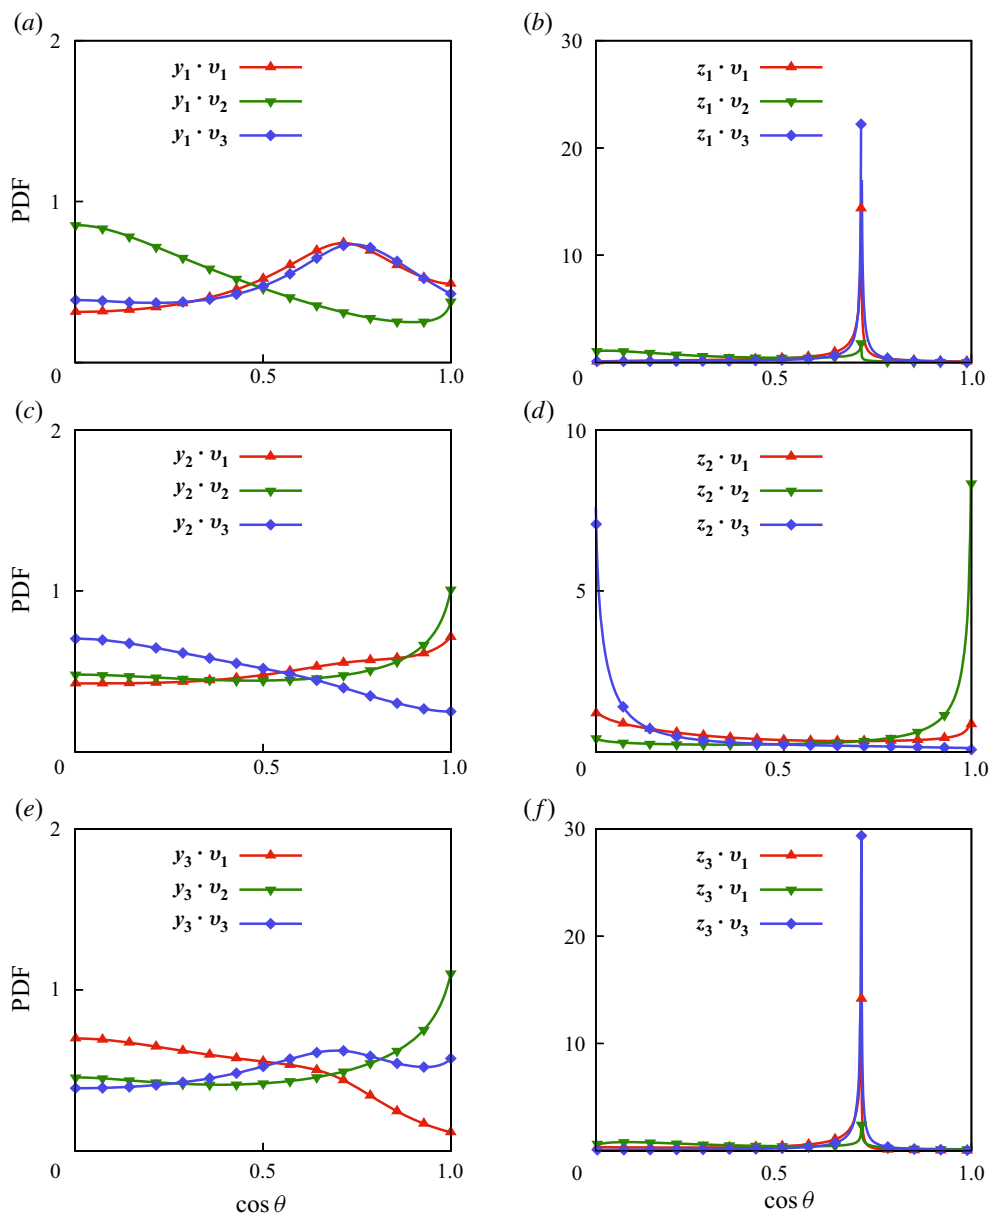 (a)
2
1
0
0.5
1.0
PDF
y1 · v1
y1 · v2
y1 · v3
(b)
30
20
10
0
0.5
1.0
z1 · v1
z1 · v2
z1 · v3
(c)
2
1
0
0.5
1.0
PDF
y2 · v1
y2 · v2
y2 · v3
(d)
10
5
0
0.5
1.0
z2 · v1
z2 · v2
z2 · v3
(e)
2
1
0
0.5
1.0
PDF
cos θ
y3 · v1
y3 · v2
y3 · v3
(f)
30
20
10
0
0.5
1.0
cos θ
z3 · v1
z3 · v1
z3 · v3